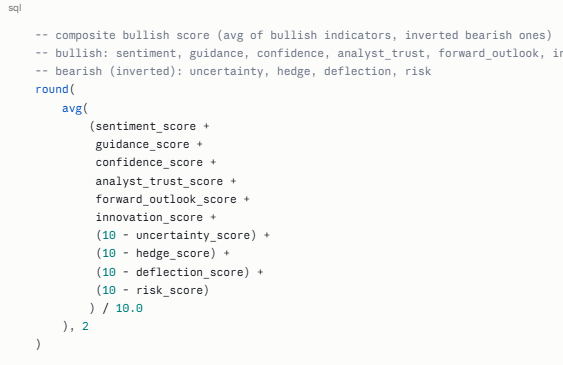 sql
-- composite bullish score (avg of bullish indicators, inverted bearish ones)
-- bullish: sentiment, guidance, confidence, analyst_trust, forward_outlook,
-- bearish (inverted): uncertainty, hedge, deflection, risk
round(
    avg(
        (sentiment_score +
         guidance_score +
         confidence_score +
         analyst_trust_score +
         forward_outlook_score +
         innovation_score +
         (10 - uncertainty_score) +
         (10 - hedge_score) +
         (10 - deflection_score) +
         (10 - risk_score)
        ) / 10.0
    ), 2
)